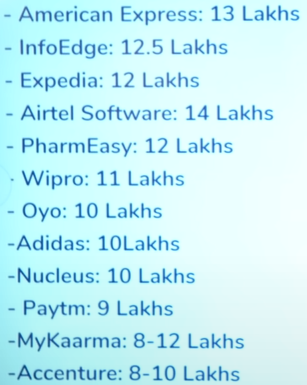 - American Express: 13 Lakhs
- InfoEdge: 12.5 Lakhs
- Expedia: 12 Lakhs
- Airtel Software: 14 Lakhs
- PharmEasy: 12 Lakhs
- Wipro: 11 Lakhs
- Oyo: 10 Lakhs
-Adidas: 10Lakhs
-Nucleus: 10 Lakhs
- Paytm: 9 Lakhs
-MyKaarma: 8-12 Lakhs
-Accenture: 8-10 Lakhs